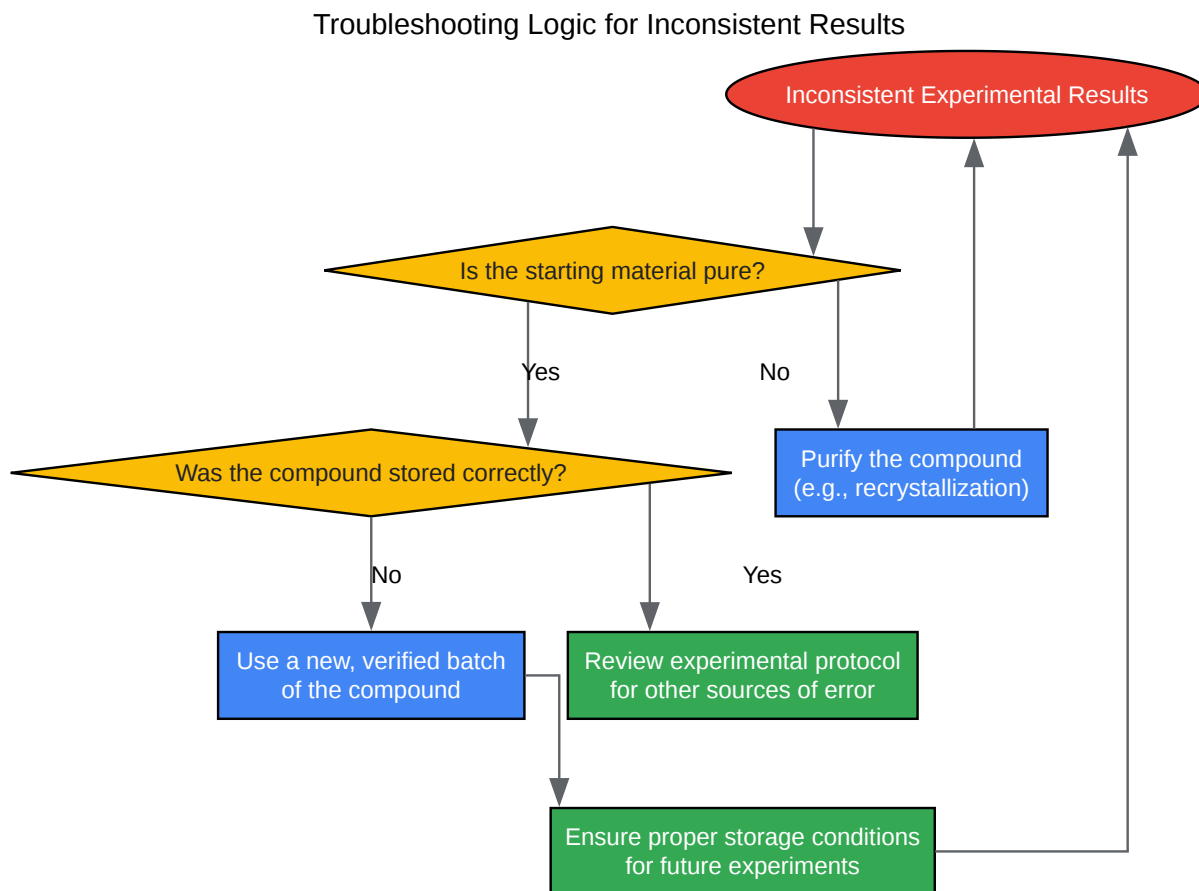 Troubleshooting Logic for Inconsistent Results
Inconsistent Experimental Results
Is the starting material pure?
Yes
No
Was the compound stored correctly?
Purify the compound
(e.g., recrystallization)
No
Yes
Use a new, verified batch
of the compound
Review experimental protocol
for other sources of error
Ensure proper storage conditions
for future experiments